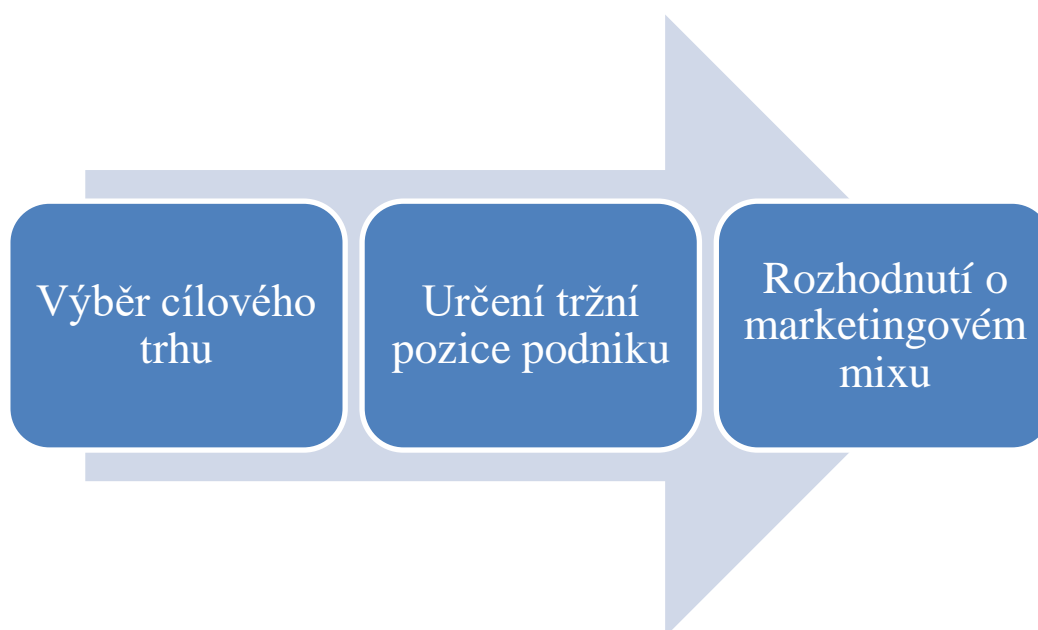 Výběr cílového
trhu
Určení tržní
pozice podniku
Rozhodnutí o
marketingovém
mixu